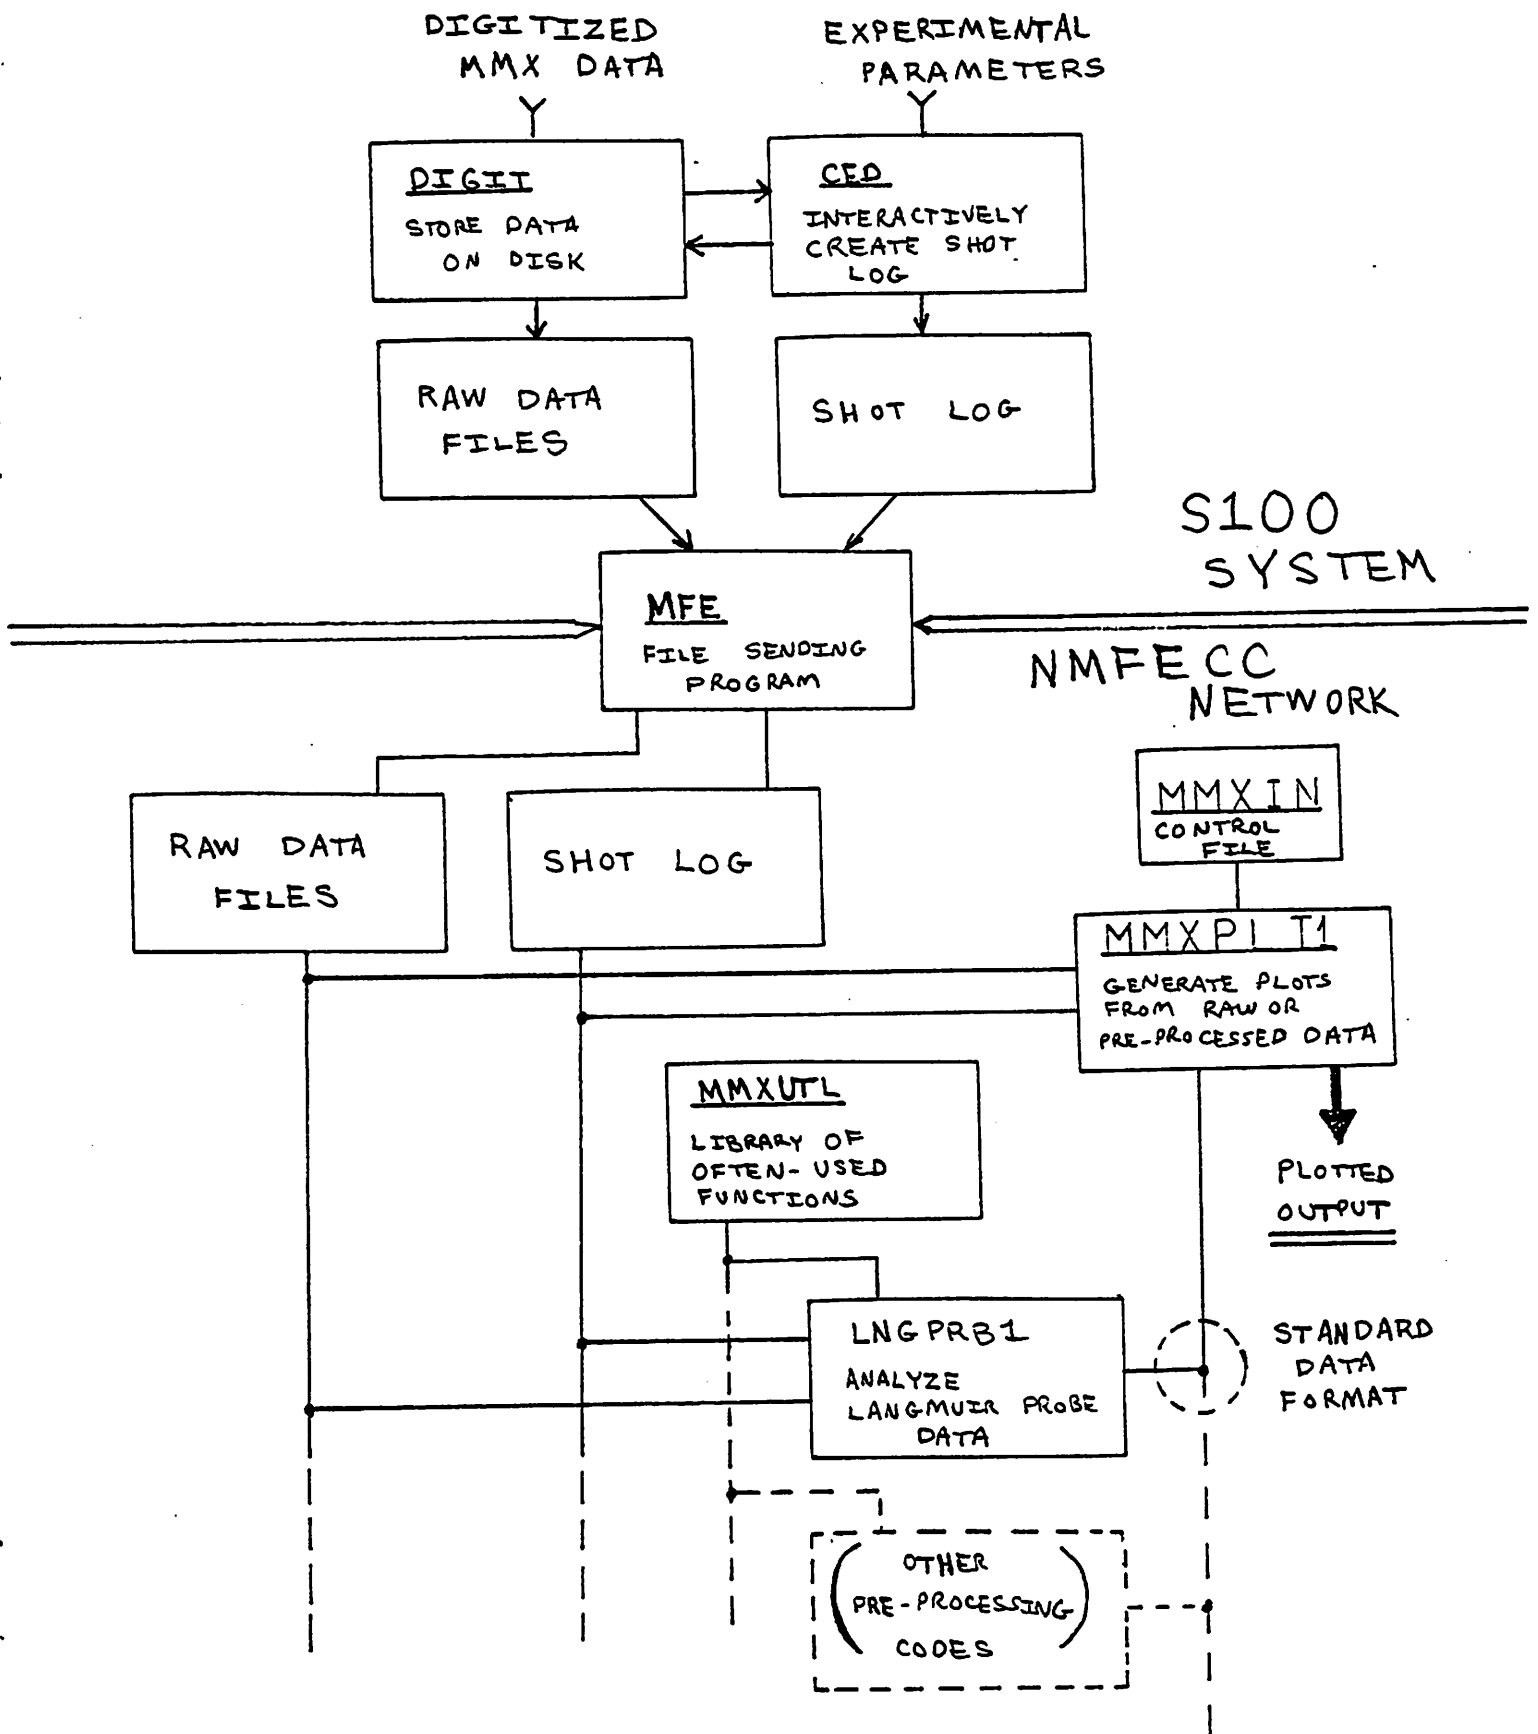 DIGITIZED
MMX DATA
EXPERIMENTAL
PARAMETERS
DIGIT
STORE DATA
ON DISK
CED
INTERACTIVELY
CREATE SHOT
LOG
RAW DATA
FILES
SHOT LOG
S100
SYSTEM
MFE
FILE SENDING
PROGRAM
NMFECC
NETWORK
RAW DATA
FILES
SHOT LOG
MMXIN
CONTROL
FILE
MMXPLT1
GENERATE PLOTS
FROM RAW OR
PRE-PROCESSED DATA
MMXUTL
LIBRARY OF
OFTEN-USED
FUNCTIONS
PLOTTED
OUTPUT
LNGPRB1
ANALYZE
LANGMUIR PROBE
DATA
STANDARD
DATA
FORMAT
(OTHER
PRE-PROCESSING
CODES)